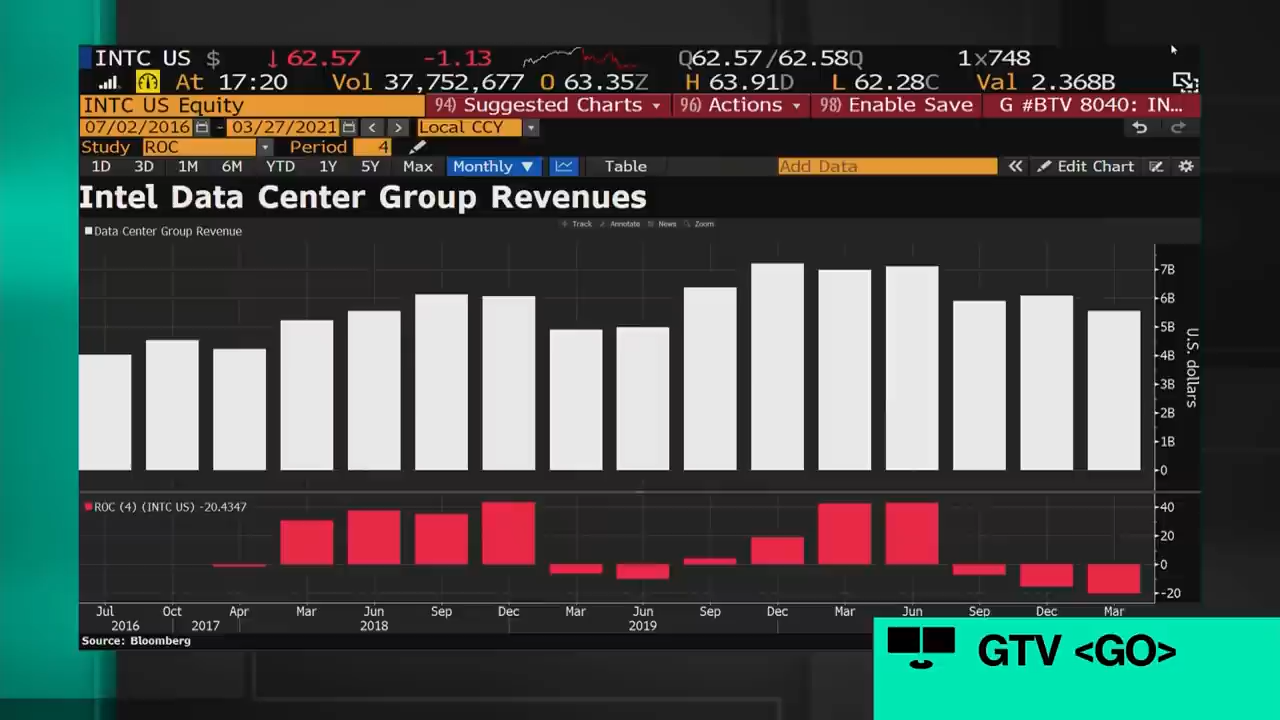 INTC US $ ↓62.57 -1.13 Q62.57/62.58Q 1x748
At 17:20 Vol 37,752,677 O 63.35Z H 63.91D L 62.28C Val 2.368B
INTC US Equity 94) Suggested Charts 96) Actions 98) Enable Save G #BTV 8040: IN...
07/02/2016 - 03/27/2021 < > Local CCY
Study ROC Period 4
1D 3D 1M 6M YTD 1Y 5Y Max Monthly ▼ Table Add Data « Edit Chart
Intel Data Center Group Revenues
Track Annotate News Zoom
Data Center Group Revenue
7B
6B
5B
4B
3B
2B
1B
0
U.S. dollars
ROC (4) (INTC US) -20.4347
40
20
0
-20
Jul Oct Apr Mar Jun Sep Dec Mar Jun Sep Dec Mar Jun Sep Dec Mar
2016 2017 2018 2019
Source: Bloomberg
GTV <GO>